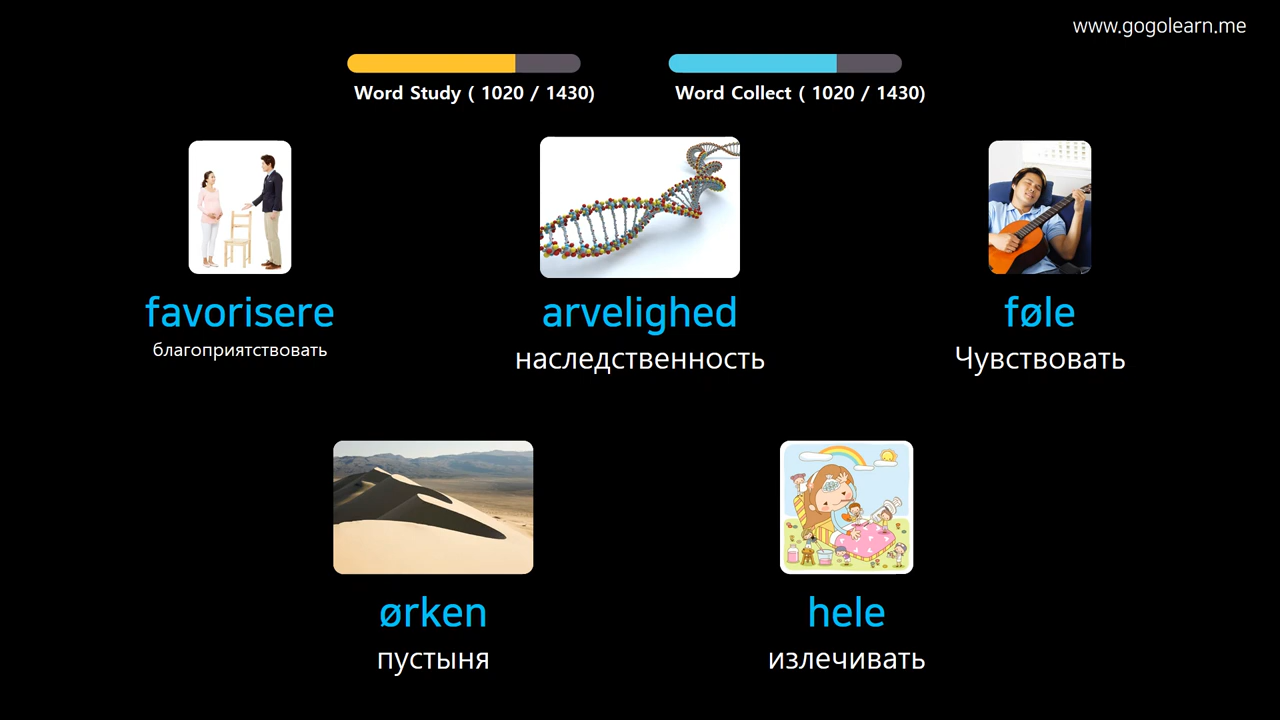 www.gogolearn.me
Word Study ( 1020 / 1430)
Word Collect ( 1020 / 1430)
favorisere
благоприятствовать
arvelighed
наследственность
føle
Чувствовать
ørken
пустыня
hele
излечивать